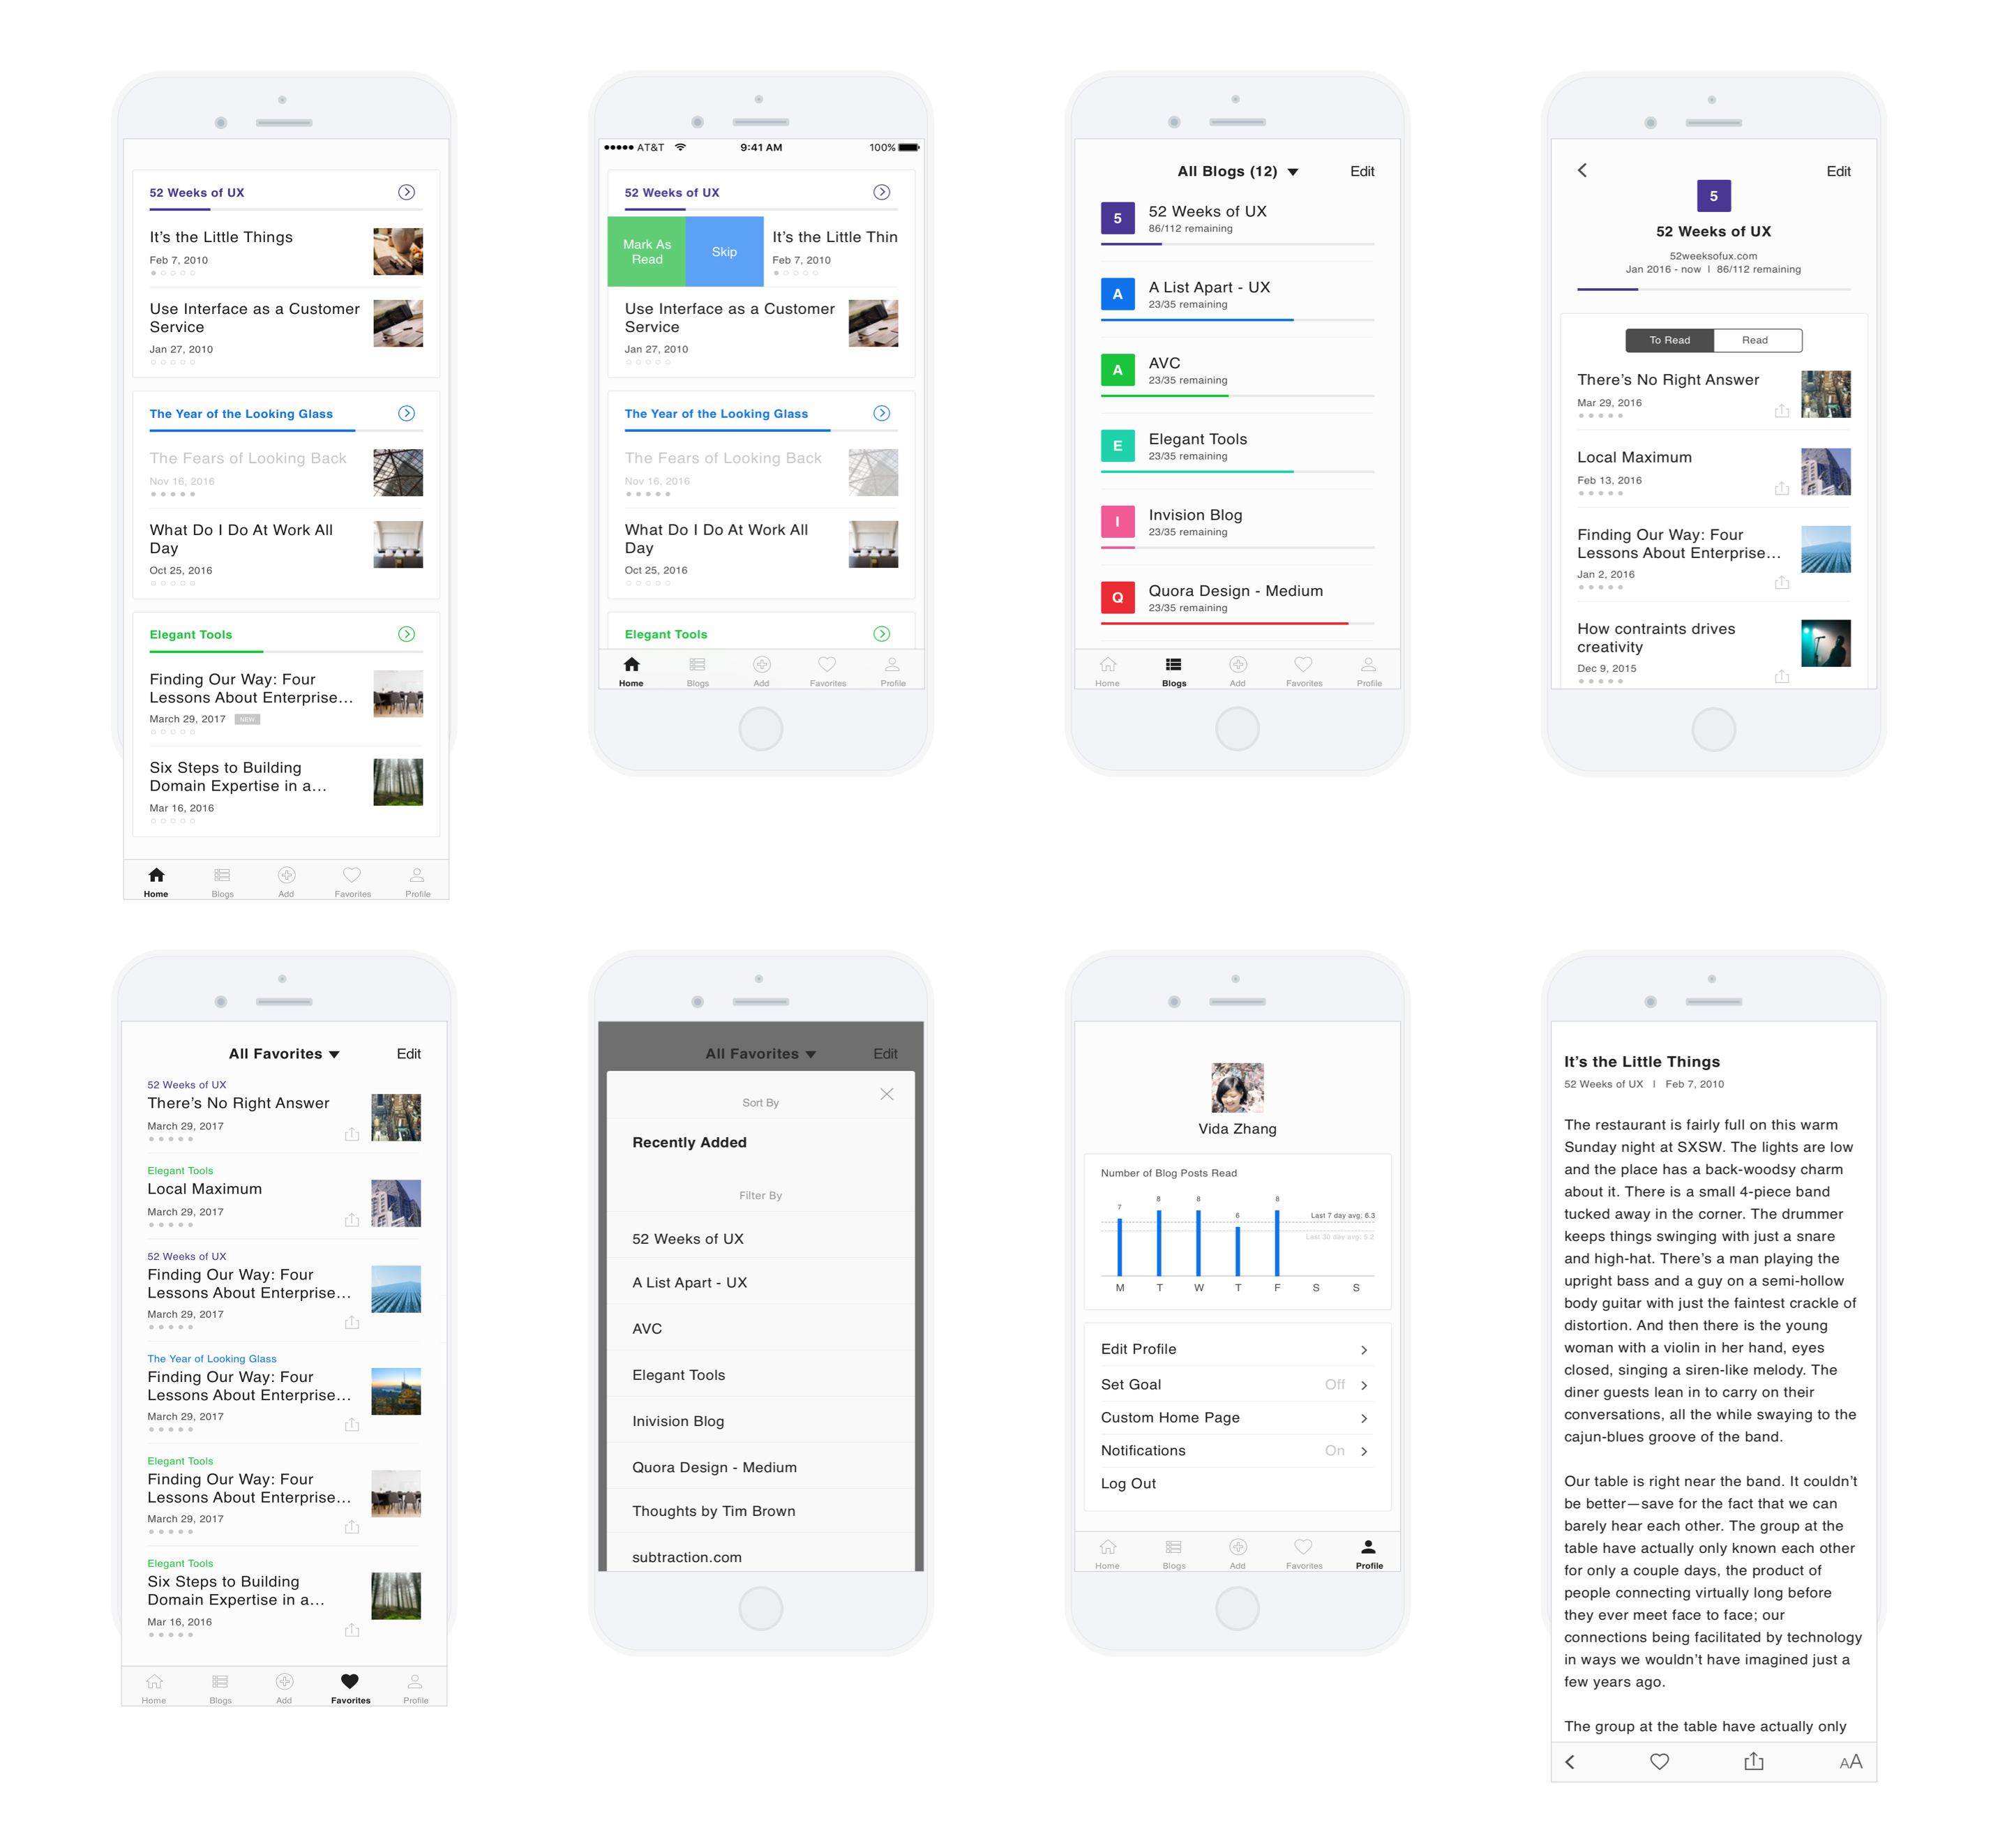 52 Weeks of UX
It's the Little Things
Feb 7, 2010
Use Interface as a Customer
Service
Jan 27, 2010
The Year of the Looking Glass
The Fears of Looking Back
Nov 16, 2016
What Do I Do At Work All
Day
Oct 25, 2016
Elegant Tools
Finding Our Way: Four
Lessons About Enterprise...
March 29, 2017 NEW
Six Steps to Building
Domain Expertise in a...
Mar 16, 2016
Home Blogs Add Favorites Profile
AT&T 9:41 AM 100%
52 Weeks of UX
Mark As
Read
Skip
It's the Little Thin
Feb 7, 2010
Use Interface as a Customer
Service
Jan 27, 2010
The Year of the Looking Glass
The Fears of Looking Back
Nov 16, 2016
What Do I Do At Work All
Day
Oct 25, 2016
Elegant Tools
Home Blogs Add Favorites Profile
All Blogs (12) Edit
5 52 Weeks of UX
86/112 remaining
A A List Apart - UX
23/35 remaining
A AVC
23/35 remaining
E Elegant Tools
23/35 remaining
I Invision Blog
23/35 remaining
Q Quora Design - Medium
23/35 remaining
Home Blogs Add Favorites Profile
Edit
5
52 Weeks of UX
52weeksofux.com
Jan 2016 - now | 86/112 remaining
To Read Read
There's No Right Answer
Mar 29, 2016
Local Maximum
Feb 13, 2016
Finding Our Way: Four
Lessons About Enterprise...
Jan 2, 2016
How contraints drives
creativity
Dec 9, 2015
All Favorites Edit
52 Weeks of UX
There's No Right Answer
March 29, 2017
Elegant Tools
Local Maximum
March 29, 2017
52 Weeks of UX
Finding Our Way: Four
Lessons About Enterprise...
March 29, 2017
The Year of Looking Glass
Finding Our Way: Four
Lessons About Enterprise...
March 29, 2017
Elegant Tools
Finding Our Way: Four
Lessons About Enterprise...
March 29, 2017
Elegant Tools
Six Steps to Building
Domain Expertise in a...
Mar 16, 2016
Home Blogs Add Favorites Profile
All Favorites Edit
Sort By
Recently Added
Filter By
52 Weeks of UX
A List Apart - UX
AVC
Elegant Tools
Inivision Blog
Quora Design - Medium
Thoughts by Tim Brown
subtraction.com
Vida Zhang
Number of Blog Posts Read
7 8 8 6 8
Last 7 day avg: 6.3
Last 30 day avg: 5.2
M T W T F S S
Edit Profile
Set Goal Off
Custom Home Page
Notifications On
Log Out
Home Blogs Add Favorites Profile
It's the Little Things
52 Weeks of UX | Feb 7, 2010
The restaurant is fairly full on this warm
Sunday night at SXSW. The lights are low
and the place has a back-woodsy charm
about it. There is a small 4-piece band
tucked away in the corner. The drummer
keeps things swinging with just a snare
and high-hat. There's a man playing the
upright bass and a guy on a semi-hollow
body guitar with just the faintest crackle of
distortion. And then there is the young
woman with a violin in her hand, eyes
closed, singing a siren-like melody. The
diner guests lean in to carry on their
conversations, all the while swaying to the
cajun-blues groove of the band.
Our table is right near the band. It couldn't
be better—save for the fact that we can
barely hear each other. The group at the
table have actually only known each other
for only a couple days, the product of
people connecting virtually long before
they ever meet face to face; our
connections being facilitated by technology
in ways we wouldn't have imagined just a
few years ago.
The group at the table have actually only
AA